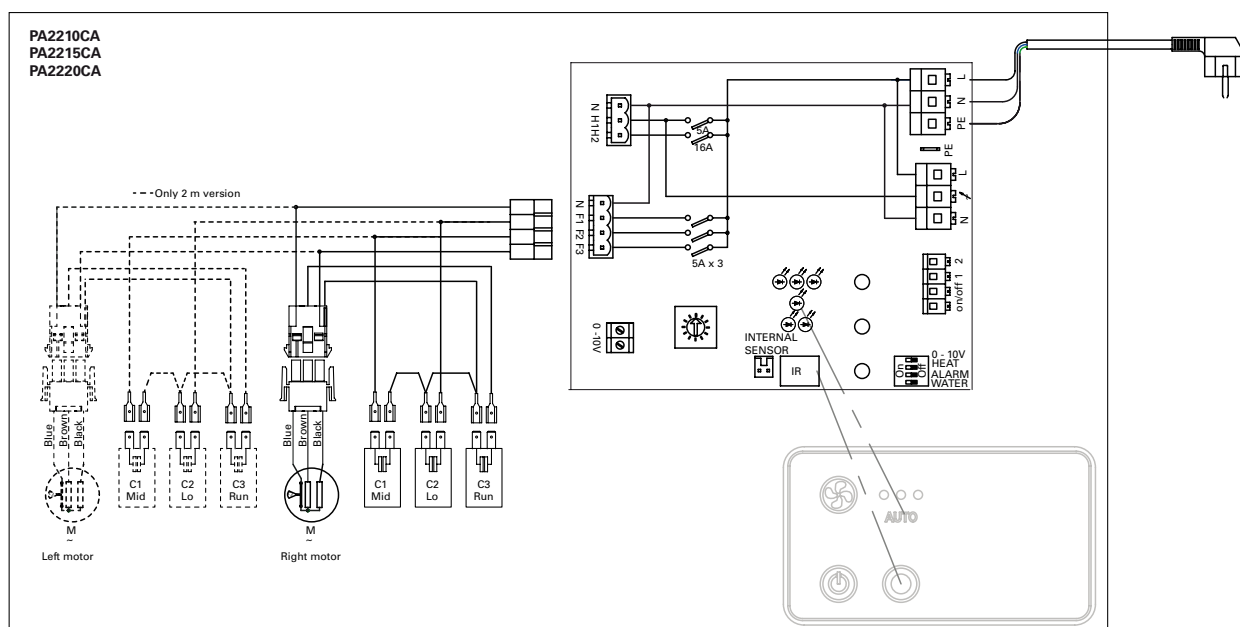 PA2210CA
PA2215CA
PA2220CA
L
N
PE
N H1H2
5A
16A
PE
L
N
---Only 2 m version
N F1 F2 F3
5A x 3
on/off 1 2
0-10V
INTERNAL
SENSOR
IR
On
Off
0 - 10V
HEAT
ALARM
WATER
Blue
Brown
Black
C1
Mid
C2
Lo
C3
Run
M
~
Left motor
Blue
Brown
Black
C1
Mid
C2
Lo
C3
Run
M
~
Right motor
AUTO